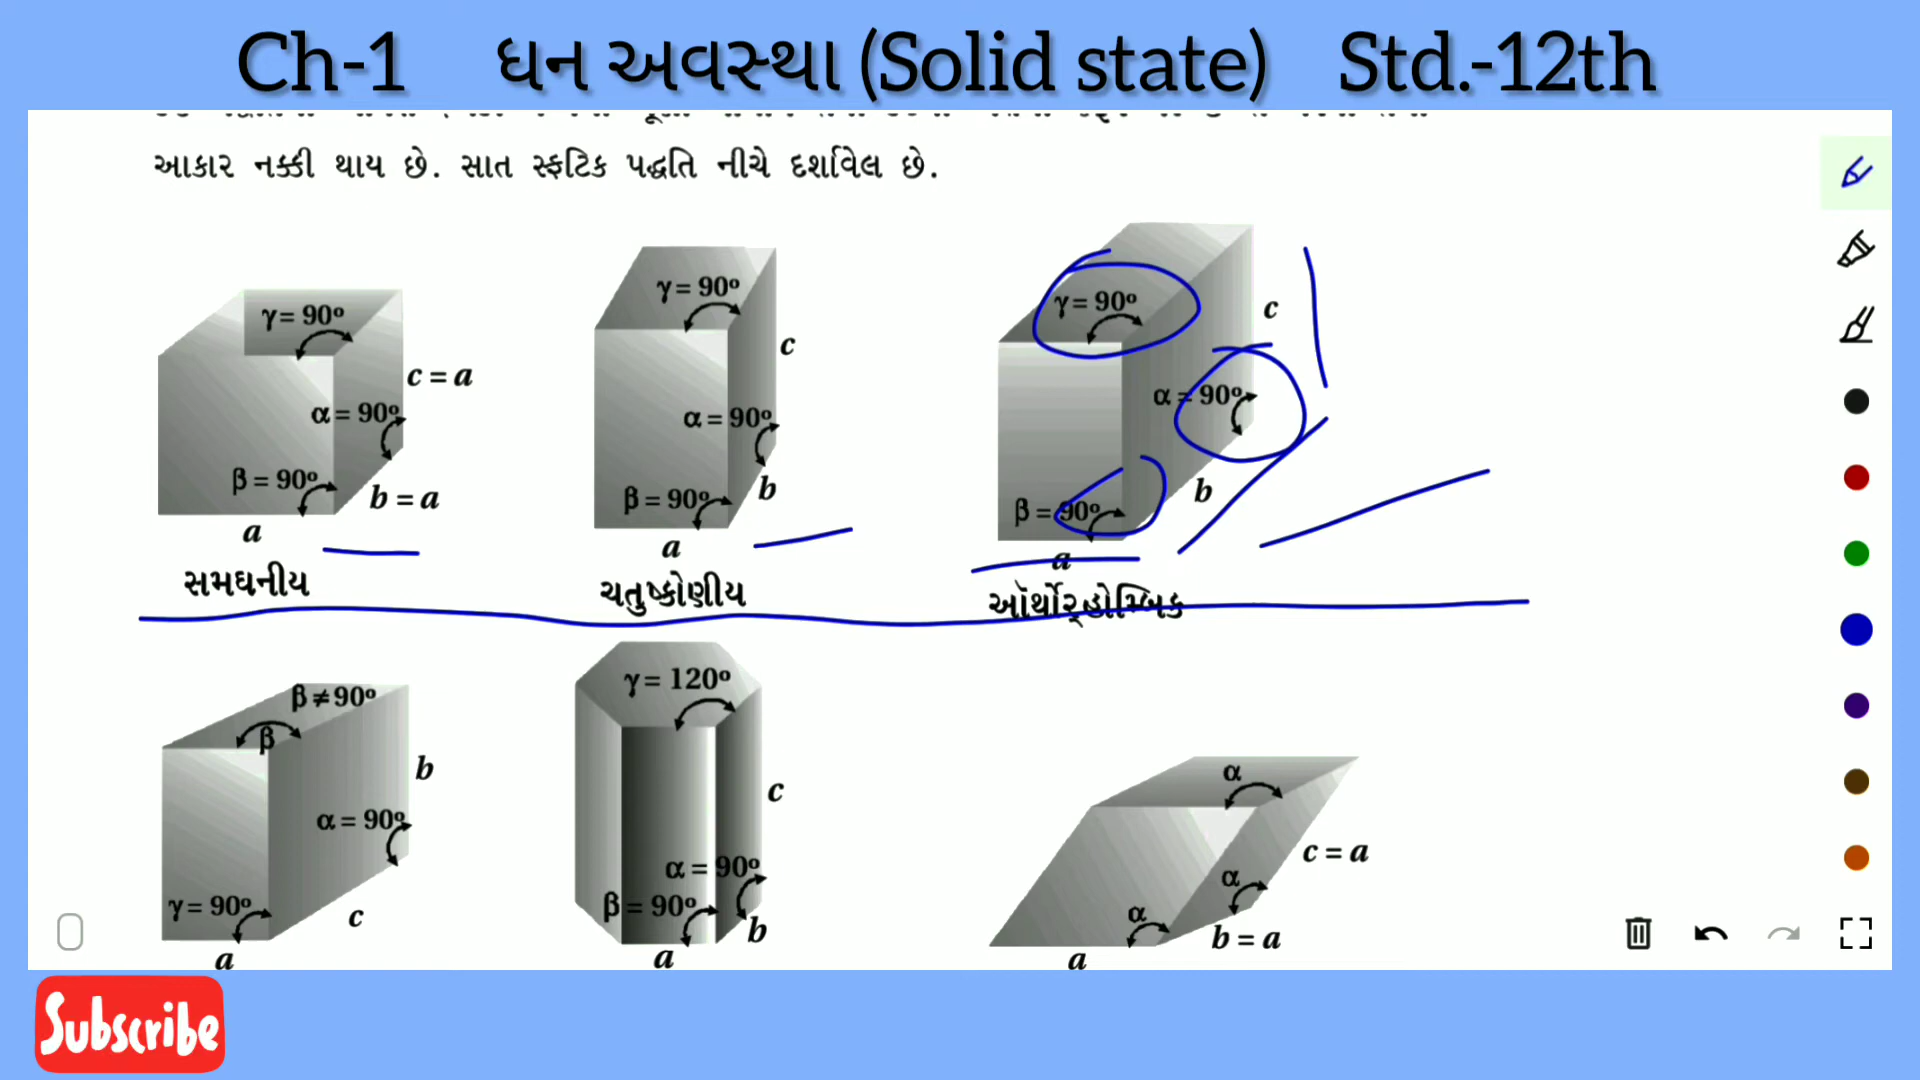 Ch-1 ઘન અવસ્થા (Solid state) Std.-12th
આકાર નક્કી થાય છે. સાત સ્ફટિક પદ્ધતિ નીચે દર્શાવેલ છે.
γ = 90° γ = 90° γ = 90°
c = a c c
α = 90° α = 90° α = 90°
β = 90° β = 90° β = 90°
b = a b b
a a a
સમઘનીય ચતુષ્કોણીય ઑર્થોર્‌હોમ્બિક
β ≠ 90° γ = 120°
β α
b c c = a
α = 90° α = 90° α
γ = 90° β = 90° α
c b b = a
a a a
Subscribe